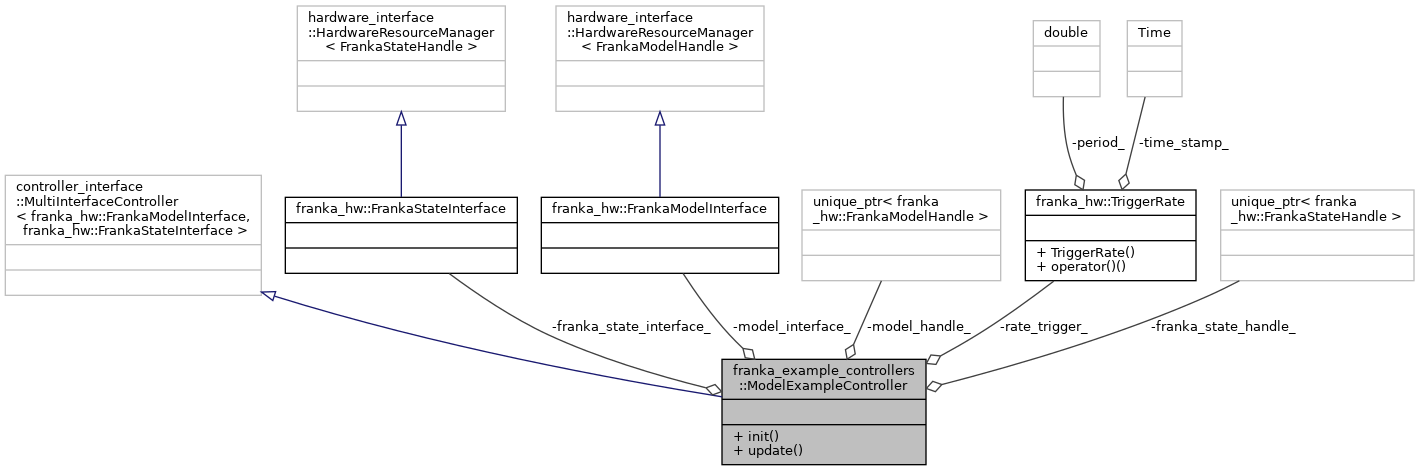 hardware_interface
::HardwareResourceManager
< FrankaStateHandle >
hardware_interface
::HardwareResourceManager
< FrankaModelHandle >
double
Time
-period_
-time_stamp_
controller_interface
::MultiInterfaceController
< franka_hw::FrankaModelInterface,
franka_hw::FrankaStateInterface >
franka_hw::FrankaStateInterface
franka_hw::FrankaModelInterface
unique_ptr< franka
_hw::FrankaModelHandle >
franka_hw::TriggerRate
+ TriggerRate()
+ operator()()
unique_ptr< franka
_hw::FrankaStateHandle >
-franka_state_interface_
-model_interface_
-model_handle_
-rate_trigger_
-franka_state_handle_
franka_example_controllers
::ModelExampleController
+ init()
+ update()